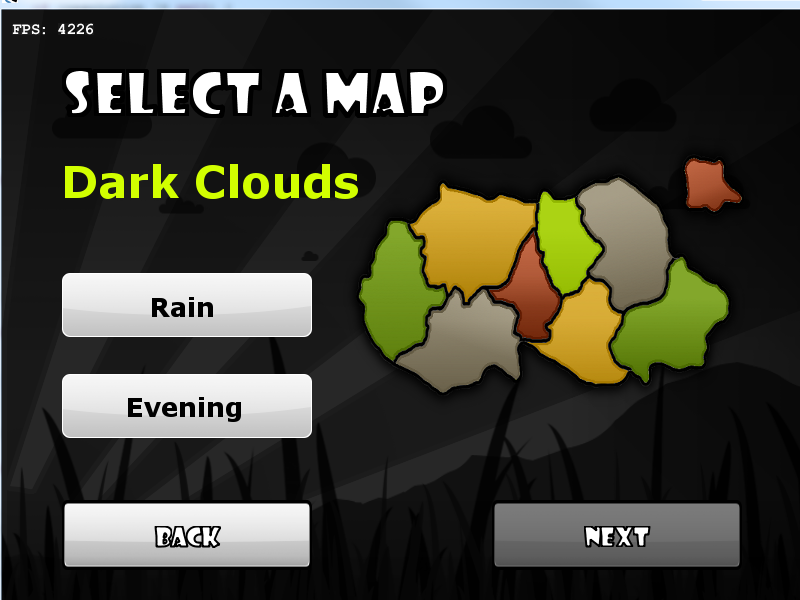 FPS: 4226
SELECT A MAP
Dark Clouds
Rain
Evening
BACK
NEXT